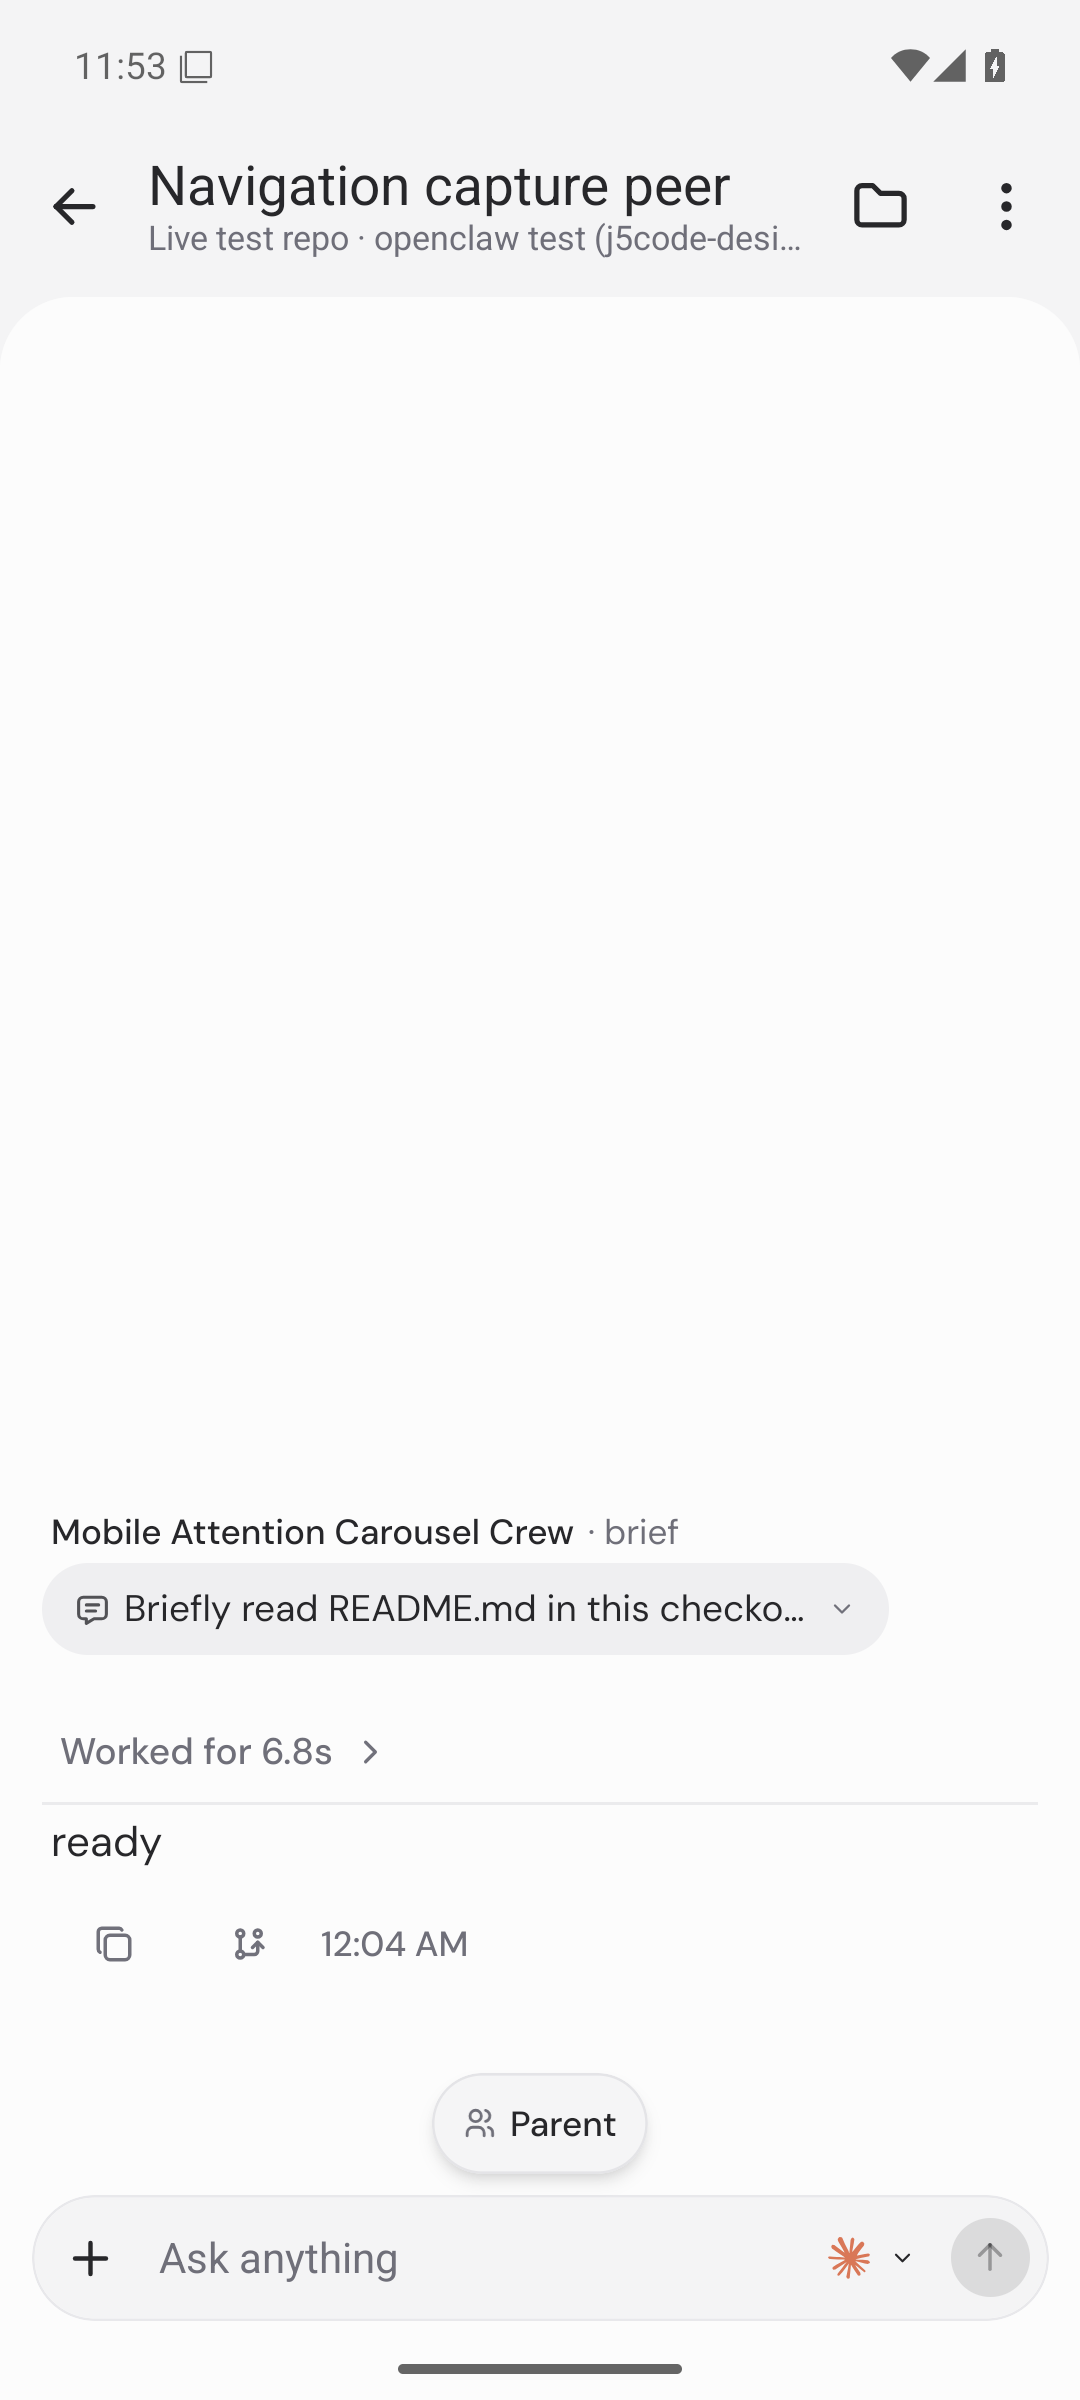 11:53
Navigation capture peer
Live test repo · openclaw test (j5code-desi...
Mobile Attention Carousel Crew · brief
Briefly read README.md in this checko...
Worked for 6.8s
ready
12:04 AM
Parent
Ask anything